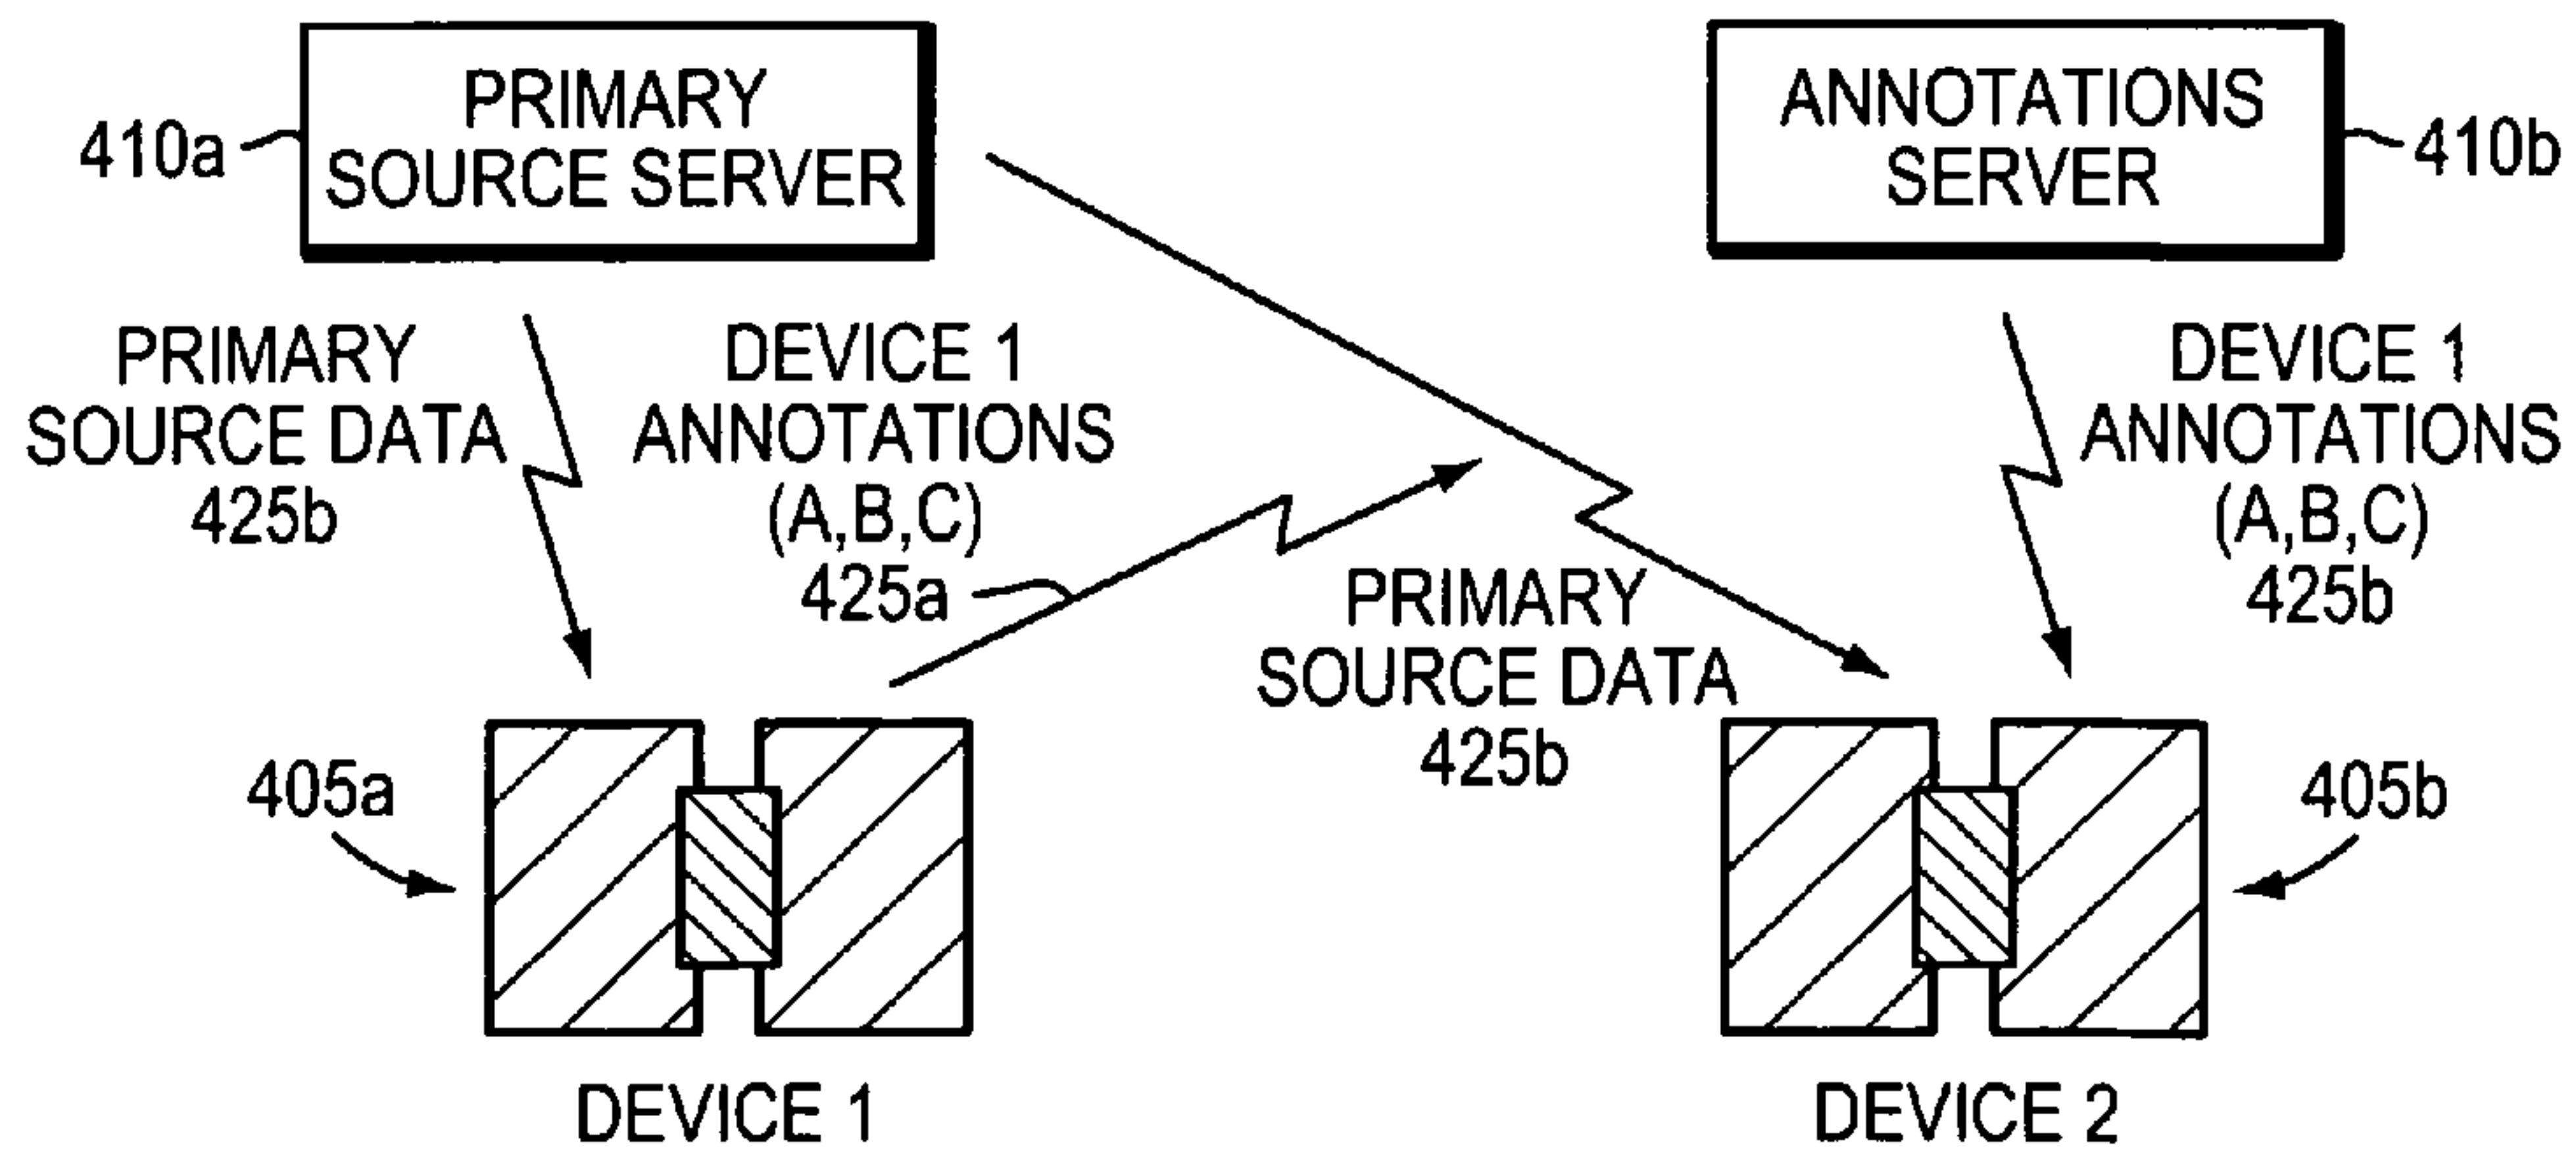 PRIMARY
SOURCE SERVER
410a
ANNOTATIONS
SERVER
410b
PRIMARY
SOURCE DATA
425b
DEVICE 1
ANNOTATIONS
(A,B,C)
425a
PRIMARY
SOURCE DATA
425b
DEVICE 1
ANNOTATIONS
(A,B,C)
425b
405a
405b
DEVICE 1
DEVICE 2